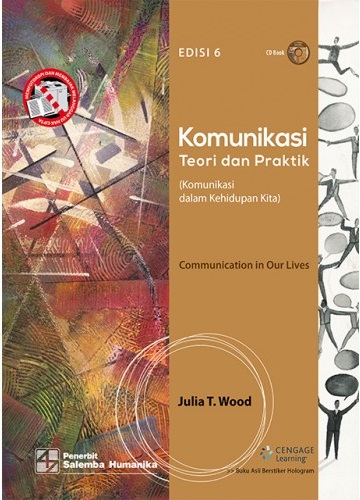 EDISI 6
CD Book
Komunikasi
Teori dan Praktik
(Komunikasi
dalam Kehidupan Kita)
Communication in Our Lives
Julia T. Wood
Penerbit
Salemba Humanika
CENGAGE
Learning™
>> Buku Asli Berstiker Hologram